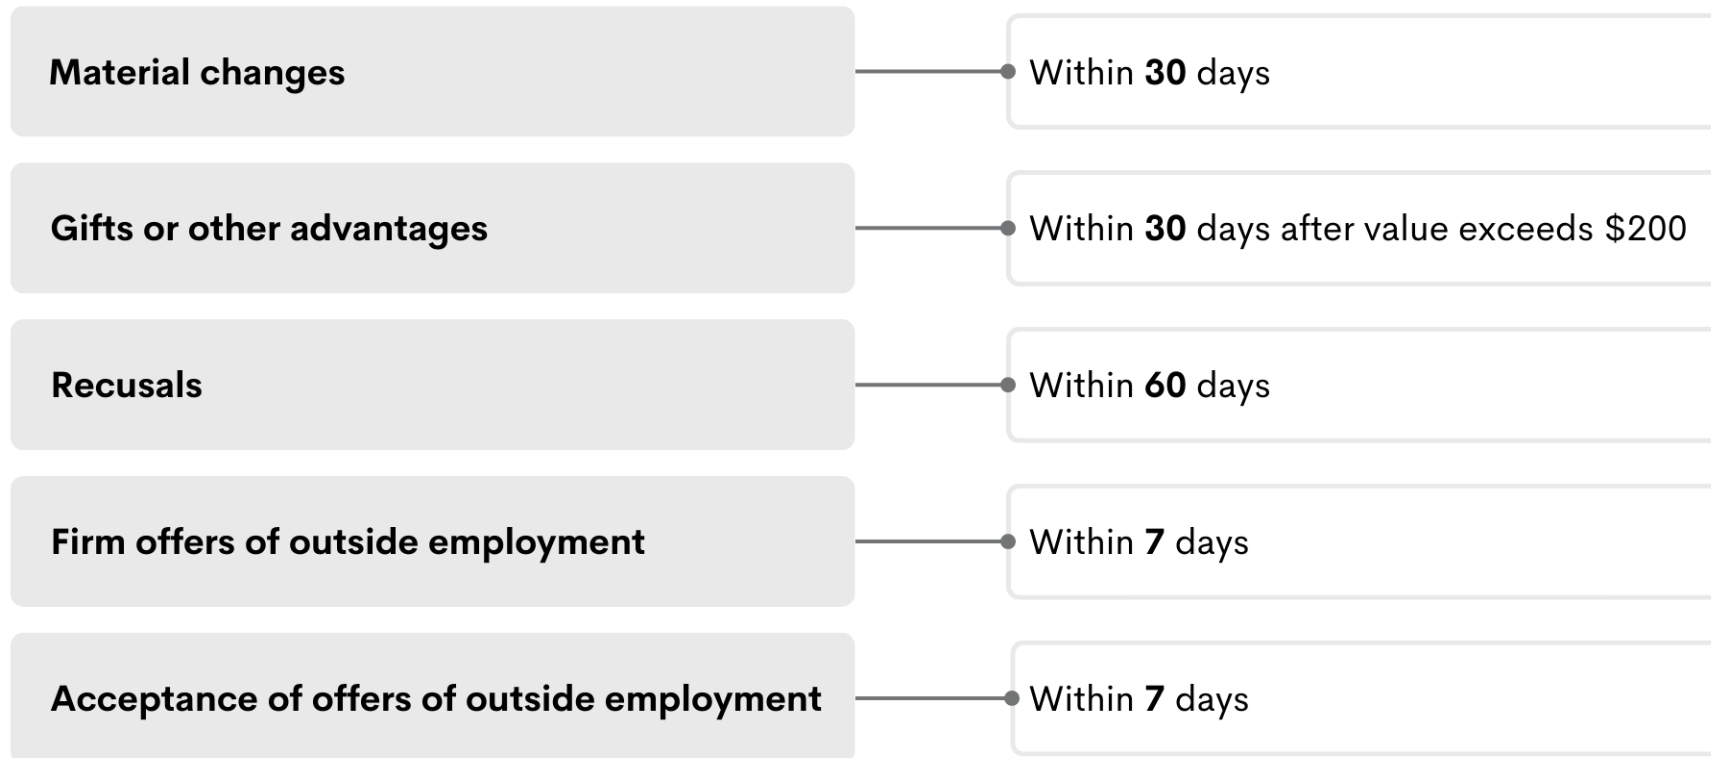 Material changes
Within 30 days
Gifts or other advantages
Within 30 days after value exceeds $200
Recusals
Within 60 days
Firm offers of outside employment
Within 7 days
Acceptance of offers of outside employment
Within 7 days